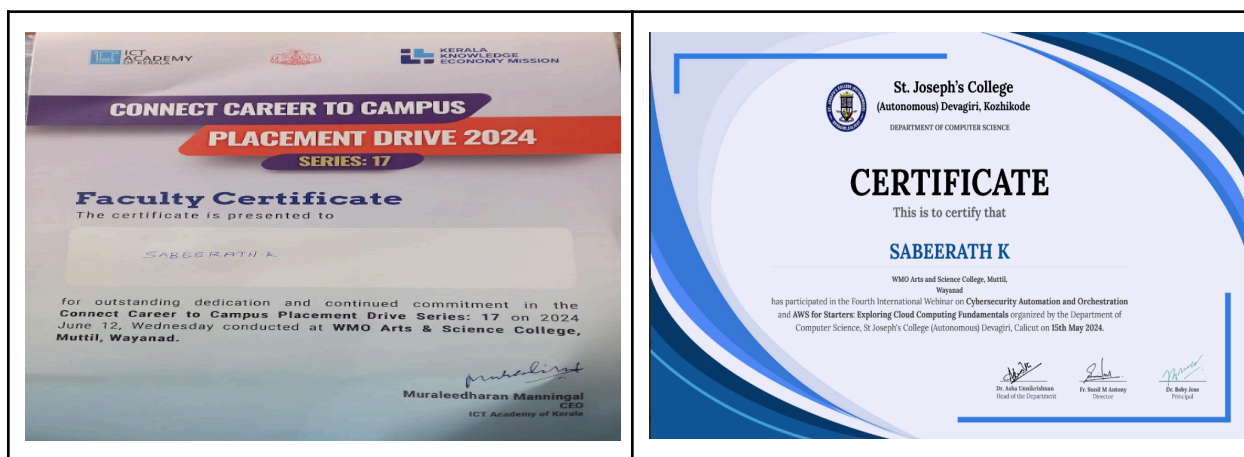 ICT
ACADEMY
OF KERALA
KERALA
KNOWLEDGE
ECONOMY MISSION
CONNECT CAREER TO CAMPUS
PLACEMENT DRIVE 2024
SERIES: 17
Faculty Certificate
The certificate is presented to
SABEERATH K
for outstanding dedication and continued commitment in the
Connect Career to Campus Placement Drive Series: 17 on 2024
June 12, Wednesday conducted at WMO Arts & Science College,
Muttil, Wayanad.
Muraleedharan Manningal
CEO
ICT Academy of Kerala
St. Joseph's College
(Autonomous) Devagiri, Kozhikode
DEPARTMENT OF COMPUTER SCIENCE
CERTIFICATE
This is to certify that
SABEERATH K
WMO Arts and Science College, Muttil,
Wayanad
has participated in the Fourth International Webinar on Cybersecurity Automation and Orchestration
and AWS for Starters: Exploring Cloud Computing Fundamentals organized by the Department of
Computer Science, St Joseph's College (Autonomous) Devagiri, Calicut on 15th May 2024.
Dr. Asha Unnikrishnan
Head of the Department
Fr. Sunil M Antony
Director
Dr. Boby Jose
Principal